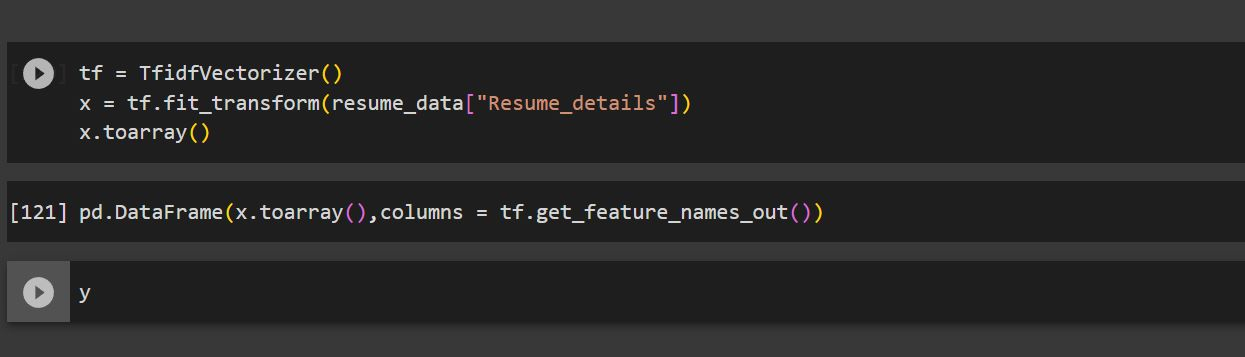 tf = TfidfVectorizer()
x = tf.fit_transform(resume_data["Resume_details"])
x.toarray()
[121] pd.DataFrame(x.toarray(),columns = tf.get_feature_names_out())
y